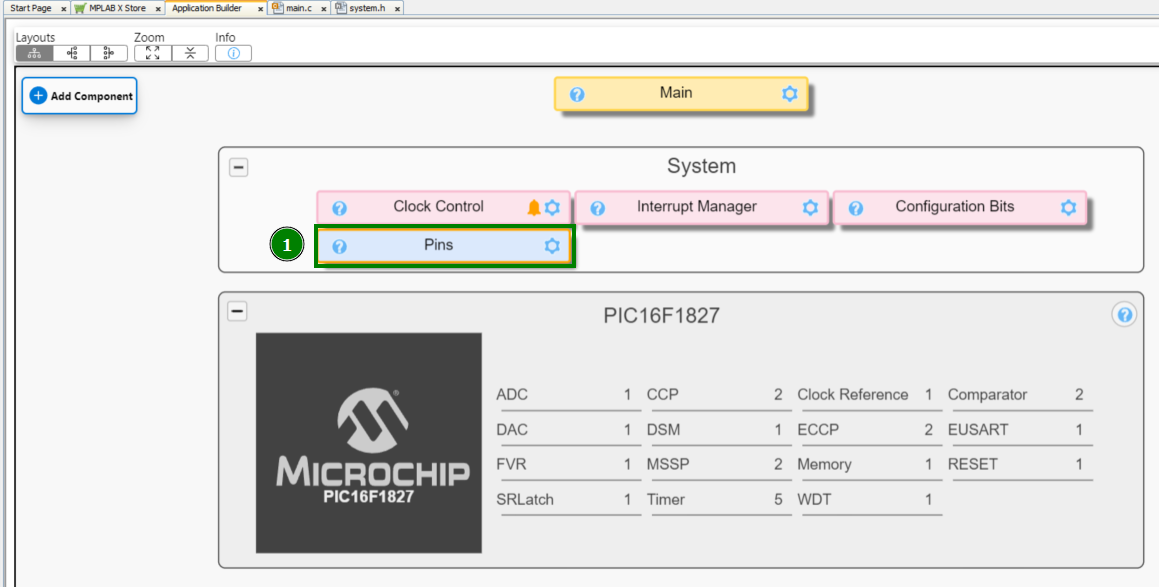 Start Page x MPLAB X Store x Application Builder x main.c x system.h x
Layouts Zoom Info
Add Component
Main
System
Clock Control Interrupt Manager Configuration Bits
1 Pins
PIC16F1827
MICROCHIP
PIC16F1827
ADC 1 CCP 2 Clock Reference 1 Comparator 2
DAC 1 DSM 1 ECCP 2 EUSART 1
FVR 1 MSSP 2 Memory 1 RESET 1
SRLatch 1 Timer 5 WDT 1